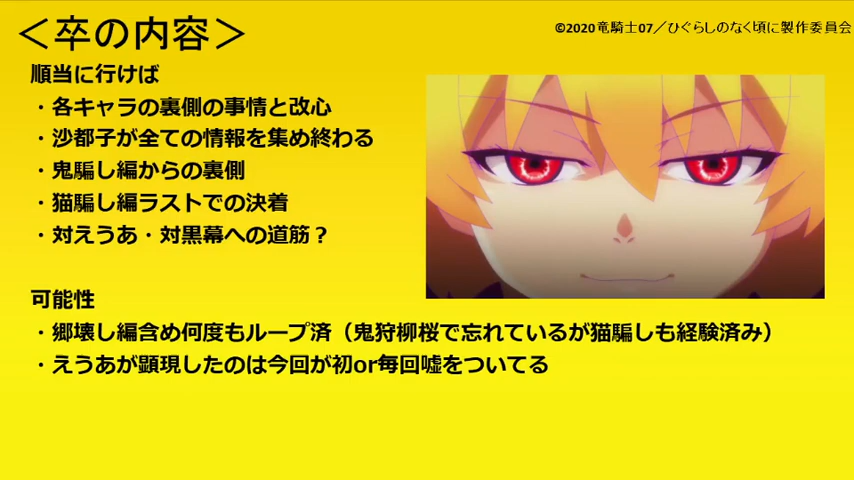 ＜卒の内容＞
©2020竜騎士07／ひぐらしのなく頃に製作委員会
順当に行けば
・各キャラの裏側の事情と改心
・沙都子が全ての情報を集め終わる
・鬼騙し編からの裏側
・猫騙し編ラストでの決着
・対えうあ・対黒幕への道筋？
可能性
・郷壊し編含め何度もループ済（鬼狩柳桜で忘れているが猫騙しも経験済み）
・えうあが顕現したのは今回が初or毎回嘘をついてる